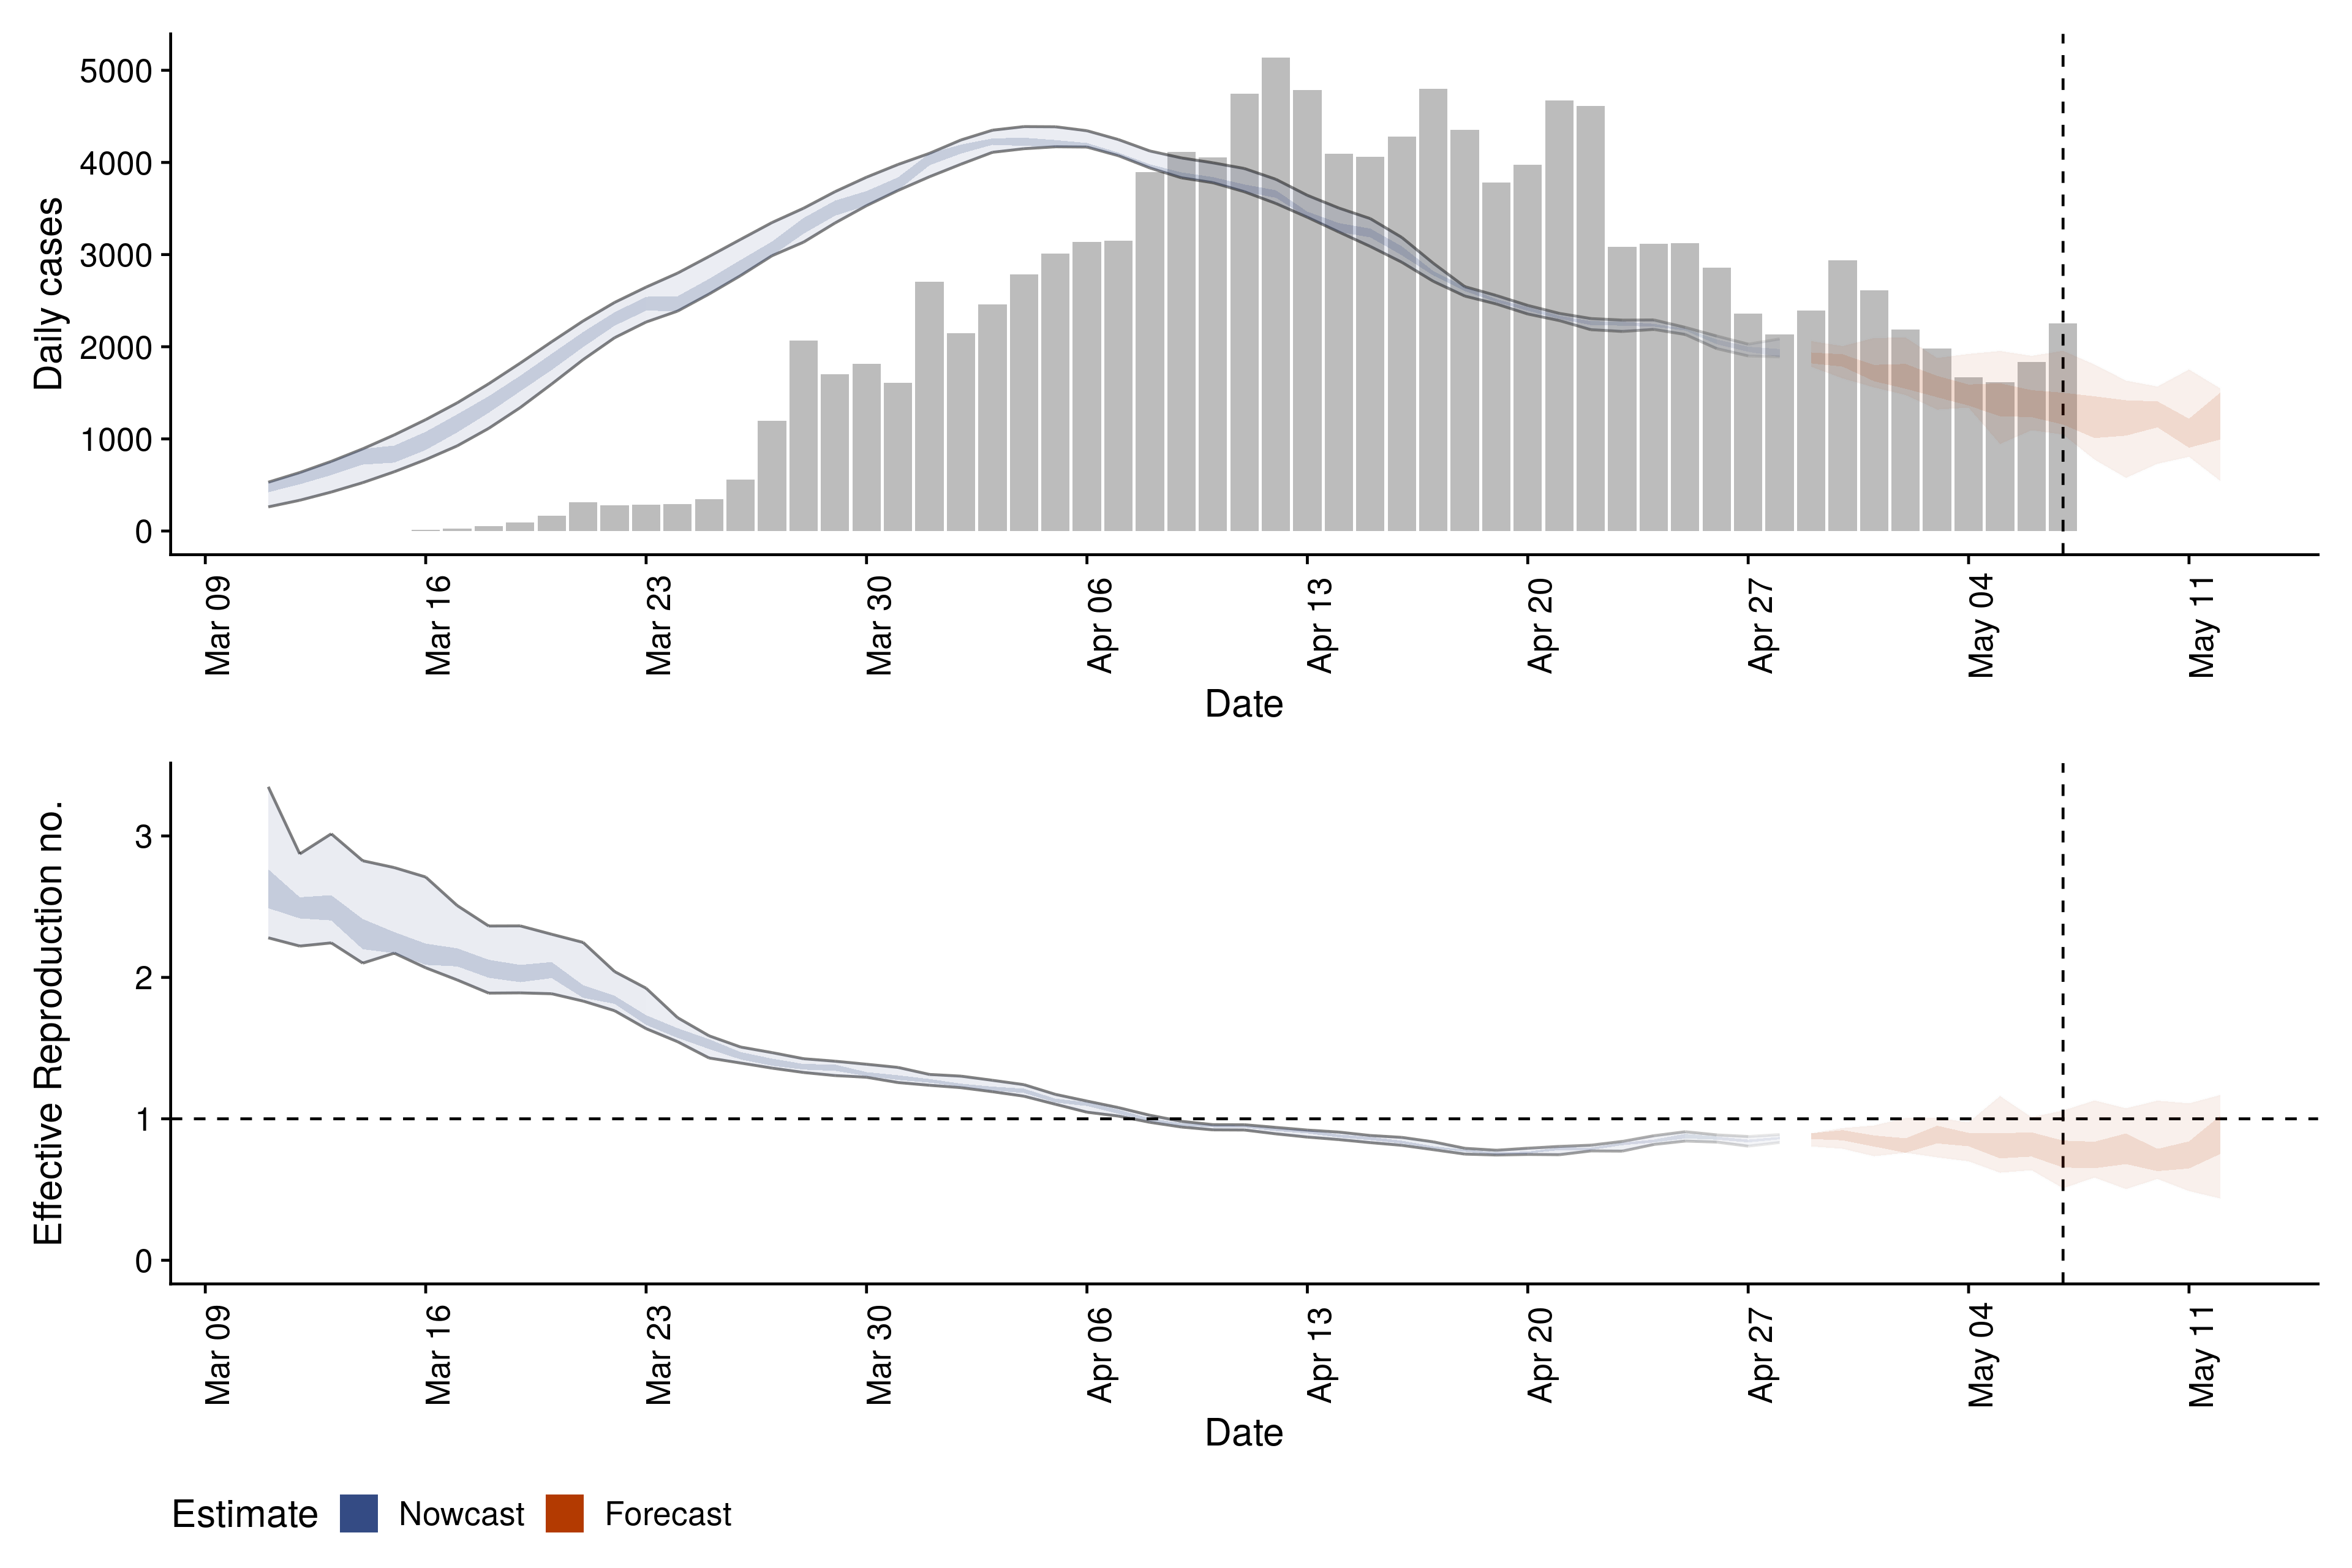 Daily cases
5000
4000
3000
2000
1000
0
Mar 09 Mar 16 Mar 23 Mar 30 Apr 06 Apr 13 Apr 20 Apr 27 May 04 May 11
Date
Effective Reproduction no.
3
2
1
0
Mar 09 Mar 16 Mar 23 Mar 30 Apr 06 Apr 13 Apr 20 Apr 27 May 04 May 11
Date
Estimate Nowcast Forecast